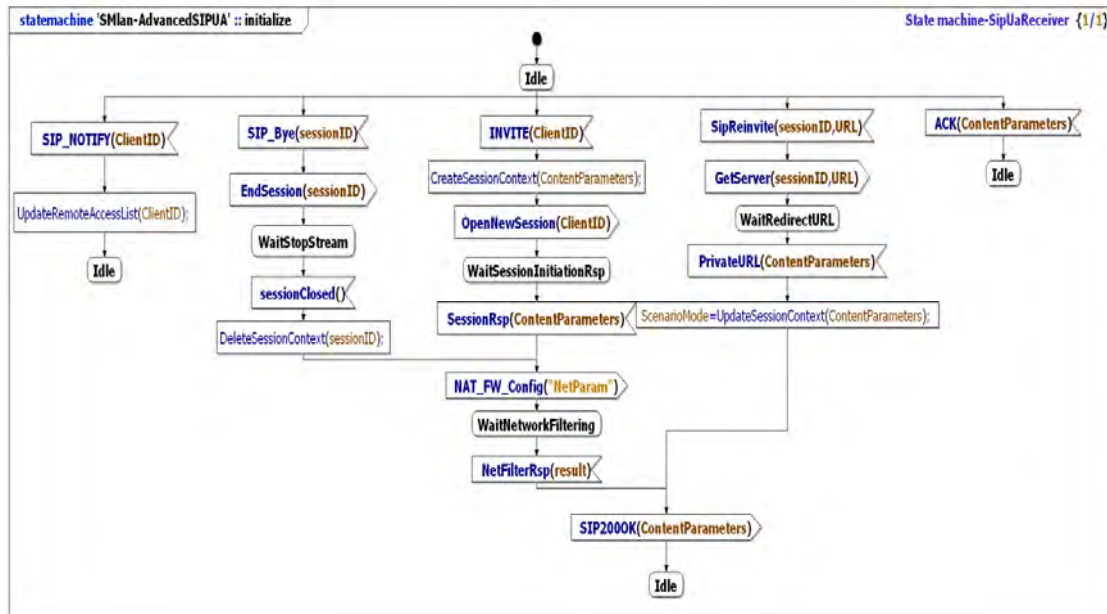 statemachine 'SMlan-AdvancedSIPUA' :: initialize
State machine-SipUaReceiver {1/1}
Idle
SIP_NOTIFY(ClientID)
UpdateRemoteAccessList(ClientID);
Idle
SIP_Bye(sessionID)
EndSession(sessionID)
WaitStopStream
sessionClosed()
DeleteSessionContext(sessionID);
INVITE(ClientID)
CreateSessionContext(ContentParameters);
OpenNewSession(ClientID)
WaitSessionInitiationRsp
SessionRsp(ContentParameters)
NAT_FW_Config("NetParam")
WaitNetworkFiltering
NetFilterRsp(result)
SipReinvite(sessionID,URL)
GetServer(sessionID,URL)
WaitRedirectURL
PrivateURL(ContentParameters)
ScenarioMode=UpdateSessionContext(ContentParameters);
ACK(ContentParameters)
Idle
SIP200OK(ContentParameters)
Idle